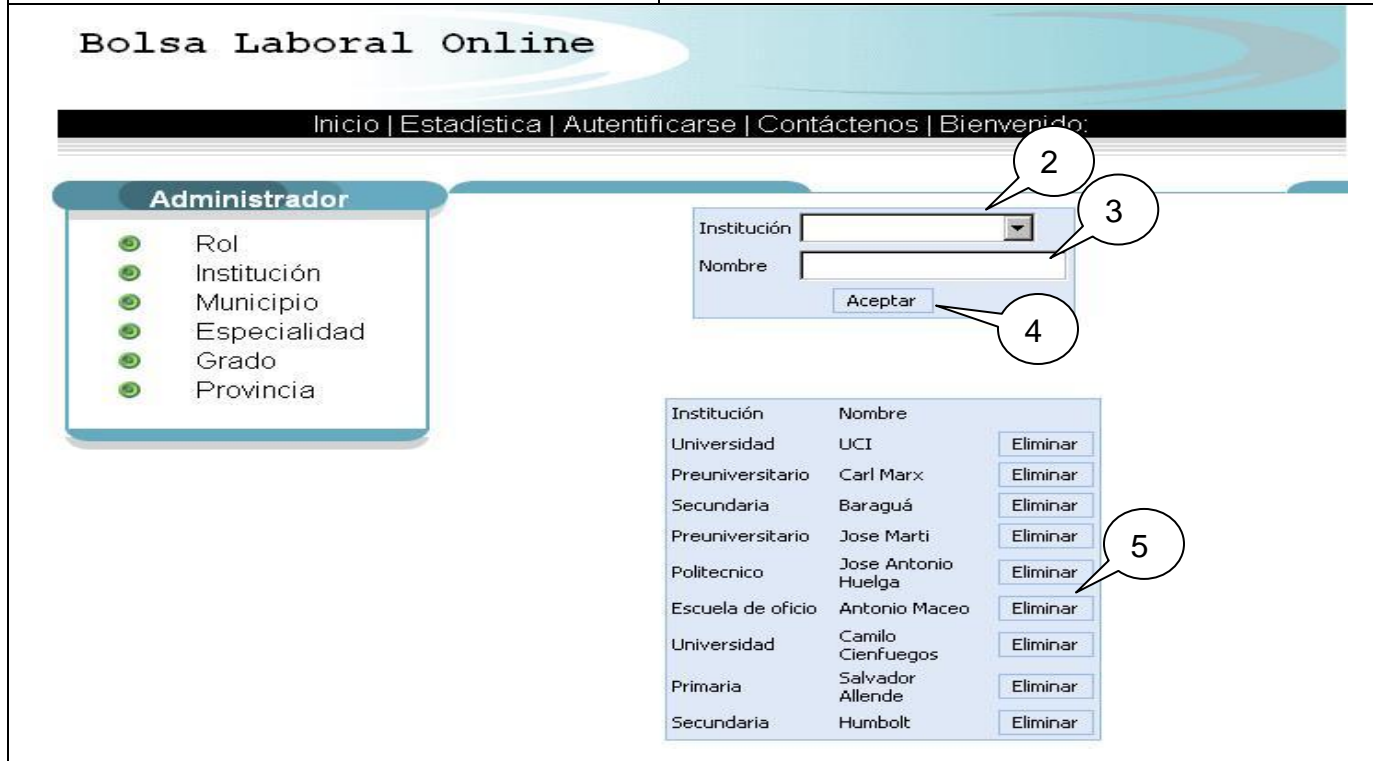 Bolsa Laboral Online
Inicio | Estadística | Autentificarse | Contáctenos | Bienvenido:
2
3
Administrador
Rol
Institución
Municipio
Especialidad
Grado
Provincia
Institución
Nombre
Aceptar
4
Institución Nombre
Universidad UCI Eliminar
Preuniversitario Carl Marx Eliminar
Secundaria Baraguá Eliminar
Preuniversitario Jose Marti Eliminar
5
Politecnico Jose Antonio Huelga Eliminar
Escuela de oficio Antonio Maceo Eliminar
Universidad Camilo Cienfuegos Eliminar
Primaria Salvador Allende Eliminar
Secundaria Humbolt Eliminar